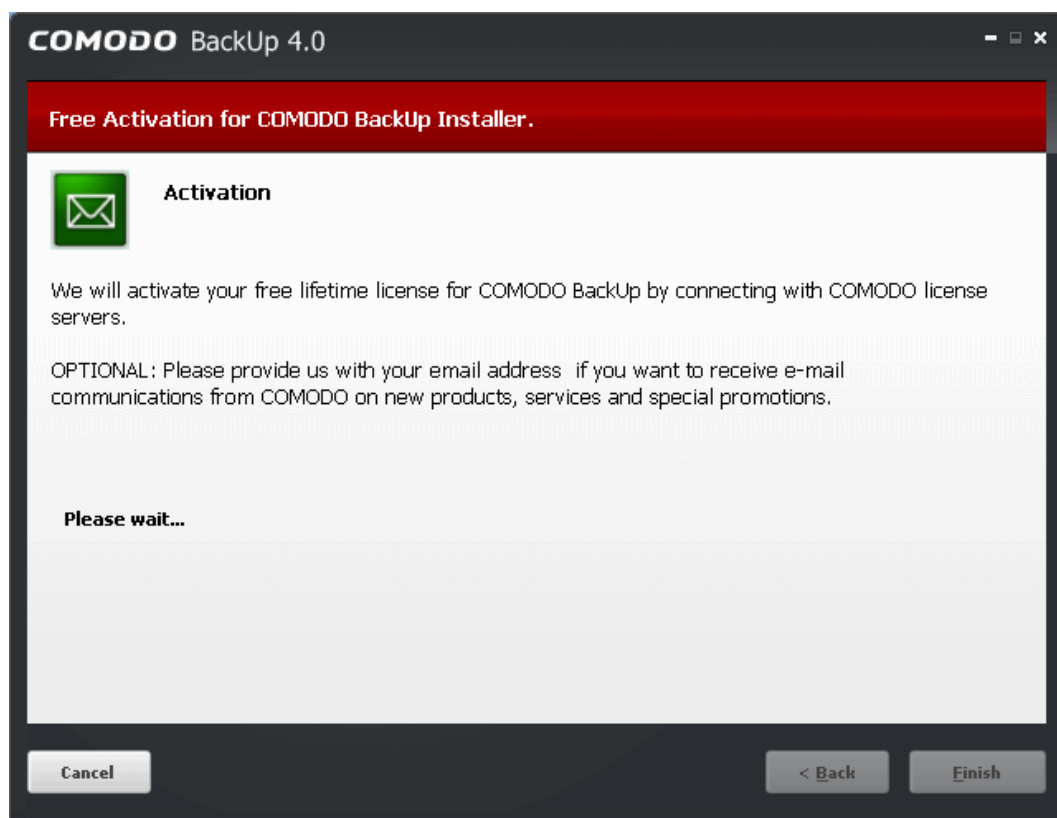 COMODO BackUp 4.0
Free Activation for COMODO BackUp Installer.
Activation
We will activate your free lifetime license for COMODO BackUp by connecting with COMODO license
servers.
OPTIONAL: Please provide us with your email address  if you want to receive e-mail
communications from COMODO on new products, services and special promotions.
Please wait...
Cancel
< Back
Finish